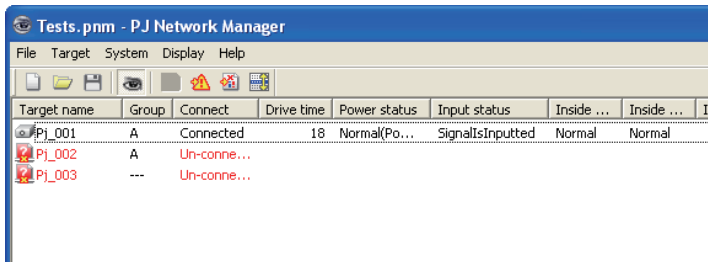 Tests.pnm - PJ Network Manager
File Target System Display Help
Target name Group Connect Drive time Power status Input status Inside ... Inside ... I
Pj_001 A Connected 18 Normal(Po... SignalIsInputted Normal Normal
Pj_002 A Un-conne...
Pj_003 --- Un-conne...